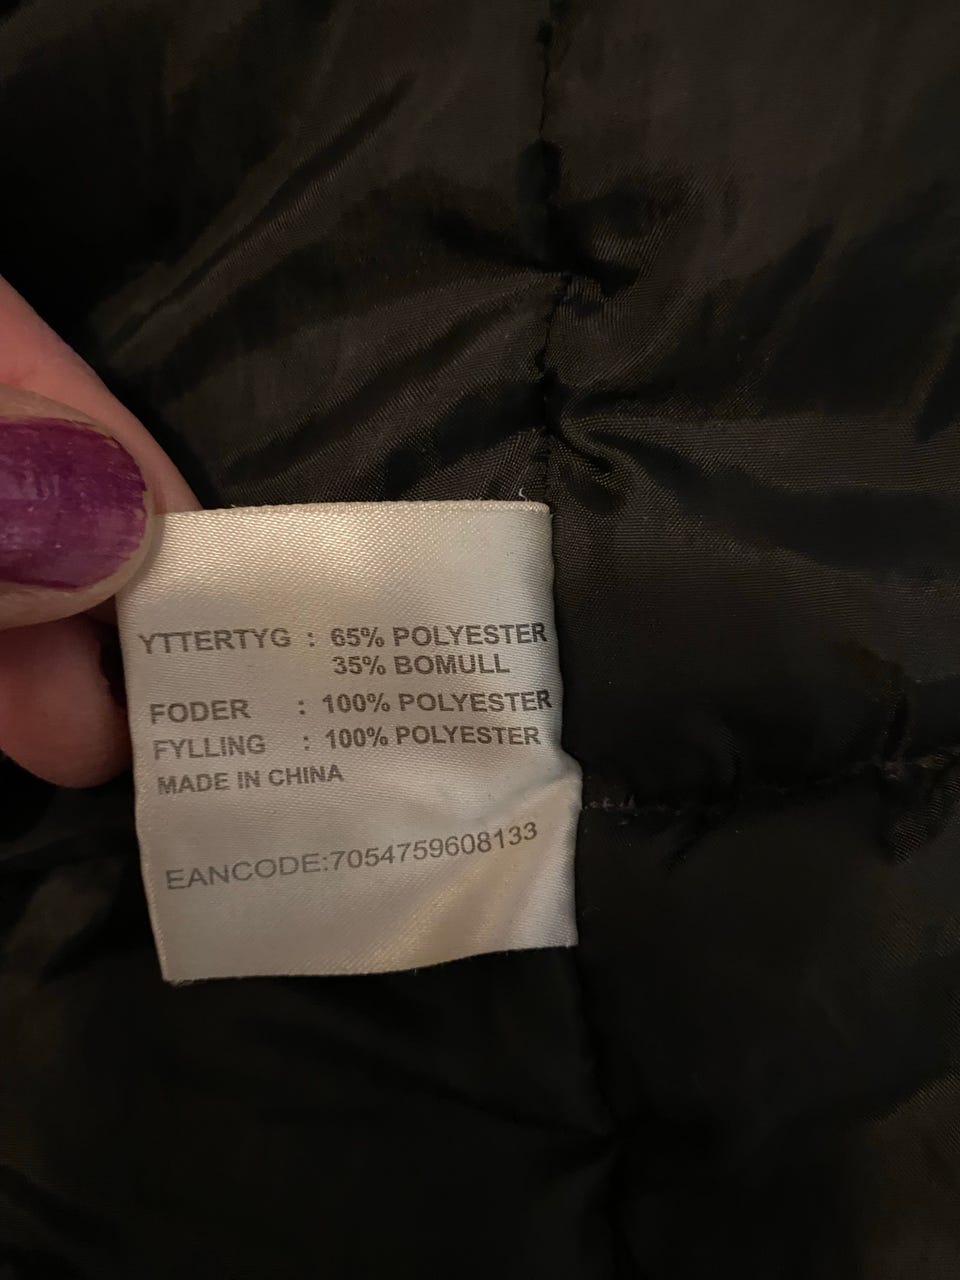 YTTERTYG : 65% POLYESTER
35% BOMULL
FODER : 100% POLYESTER
FYLLING : 100% POLYESTER
MADE IN CHINA
EANCODE:7054759608133